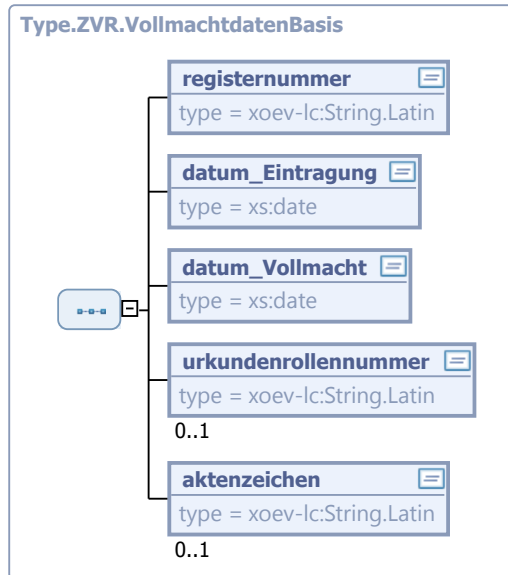 Type.ZVR.VollmachtdatenBasis
registernummer
type = xoev-lc:String.Latin
datum_Eintragung
type = xs:date
datum_Vollmacht
type = xs:date
urkundenrollennummer
type = xoev-lc:String.Latin
0..1
aktenzeichen
type = xoev-lc:String.Latin
0..1